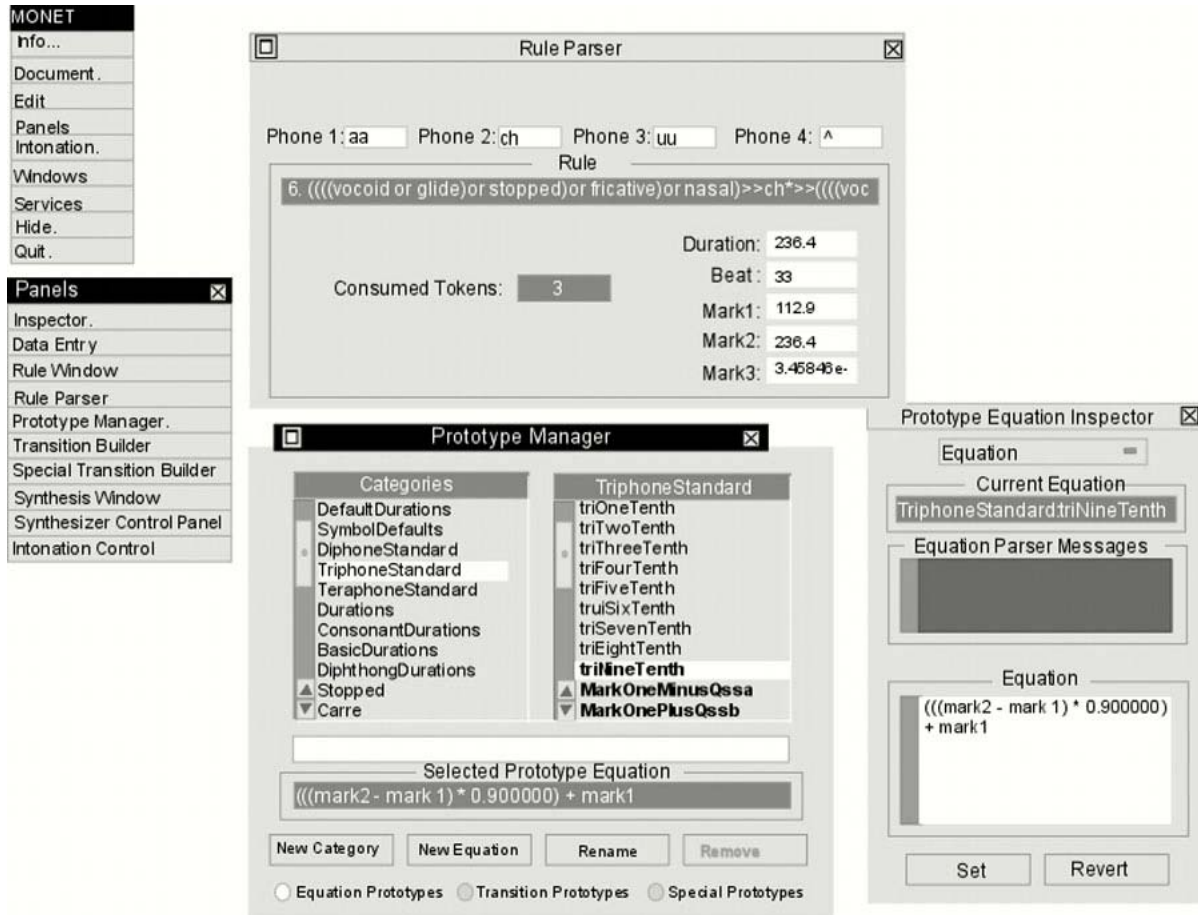 MONET
Info...
Document.
Edit
Panels
Intonation.
Windows
Services
Hide.
Quit.
Panels
Inspector.
Data Entry
Rule Window
Rule Parser
Prototype Manager.
Transition Builder
Special Transition Builder
Synthesis Window
Synthesizer Control Panel
Intonation Control
Rule Parser
Phone 1: aa Phone 2: ch Phone 3: uu Phone 4: ^
Rule
6. ((((vocoid or glide)or stopped)or fricative)or nasal)>>ch*>>((((voc
Duration: 236.4
Beat: 33
Consumed Tokens: 3
Mark1: 112.9
Mark2: 236.4
Mark3: 3.45846e-
Prototype Manager
Categories
DefaultDurations
SymbolDefaults
DiphoneStandard
TriphoneStandard
TeraphoneStandard
Durations
ConsonantDurations
BasicDurations
DiphthongDurations
Stopped
Carre
TriphoneStandard
triOneTenth
triTwoTenth
triThreeTenth
triFourTenth
triFiveTenth
truiSixTenth
triSevenTenth
triEightTenth
triNineTenth
MarkOneMinusQssa
MarkOnePlusQssb
Selected Prototype Equation
(((mark2 - mark 1) * 0.900000) + mark1
New Category New Equation Rename Remove
Equation Prototypes Transition Prototypes Special Prototypes
Prototype Equation Inspector
Equation
Current Equation
TriphoneStandard:triNineTenth
Equation Parser Messages
Equation
(((mark2 - mark 1) * 0.900000)
+ mark1
Set Revert